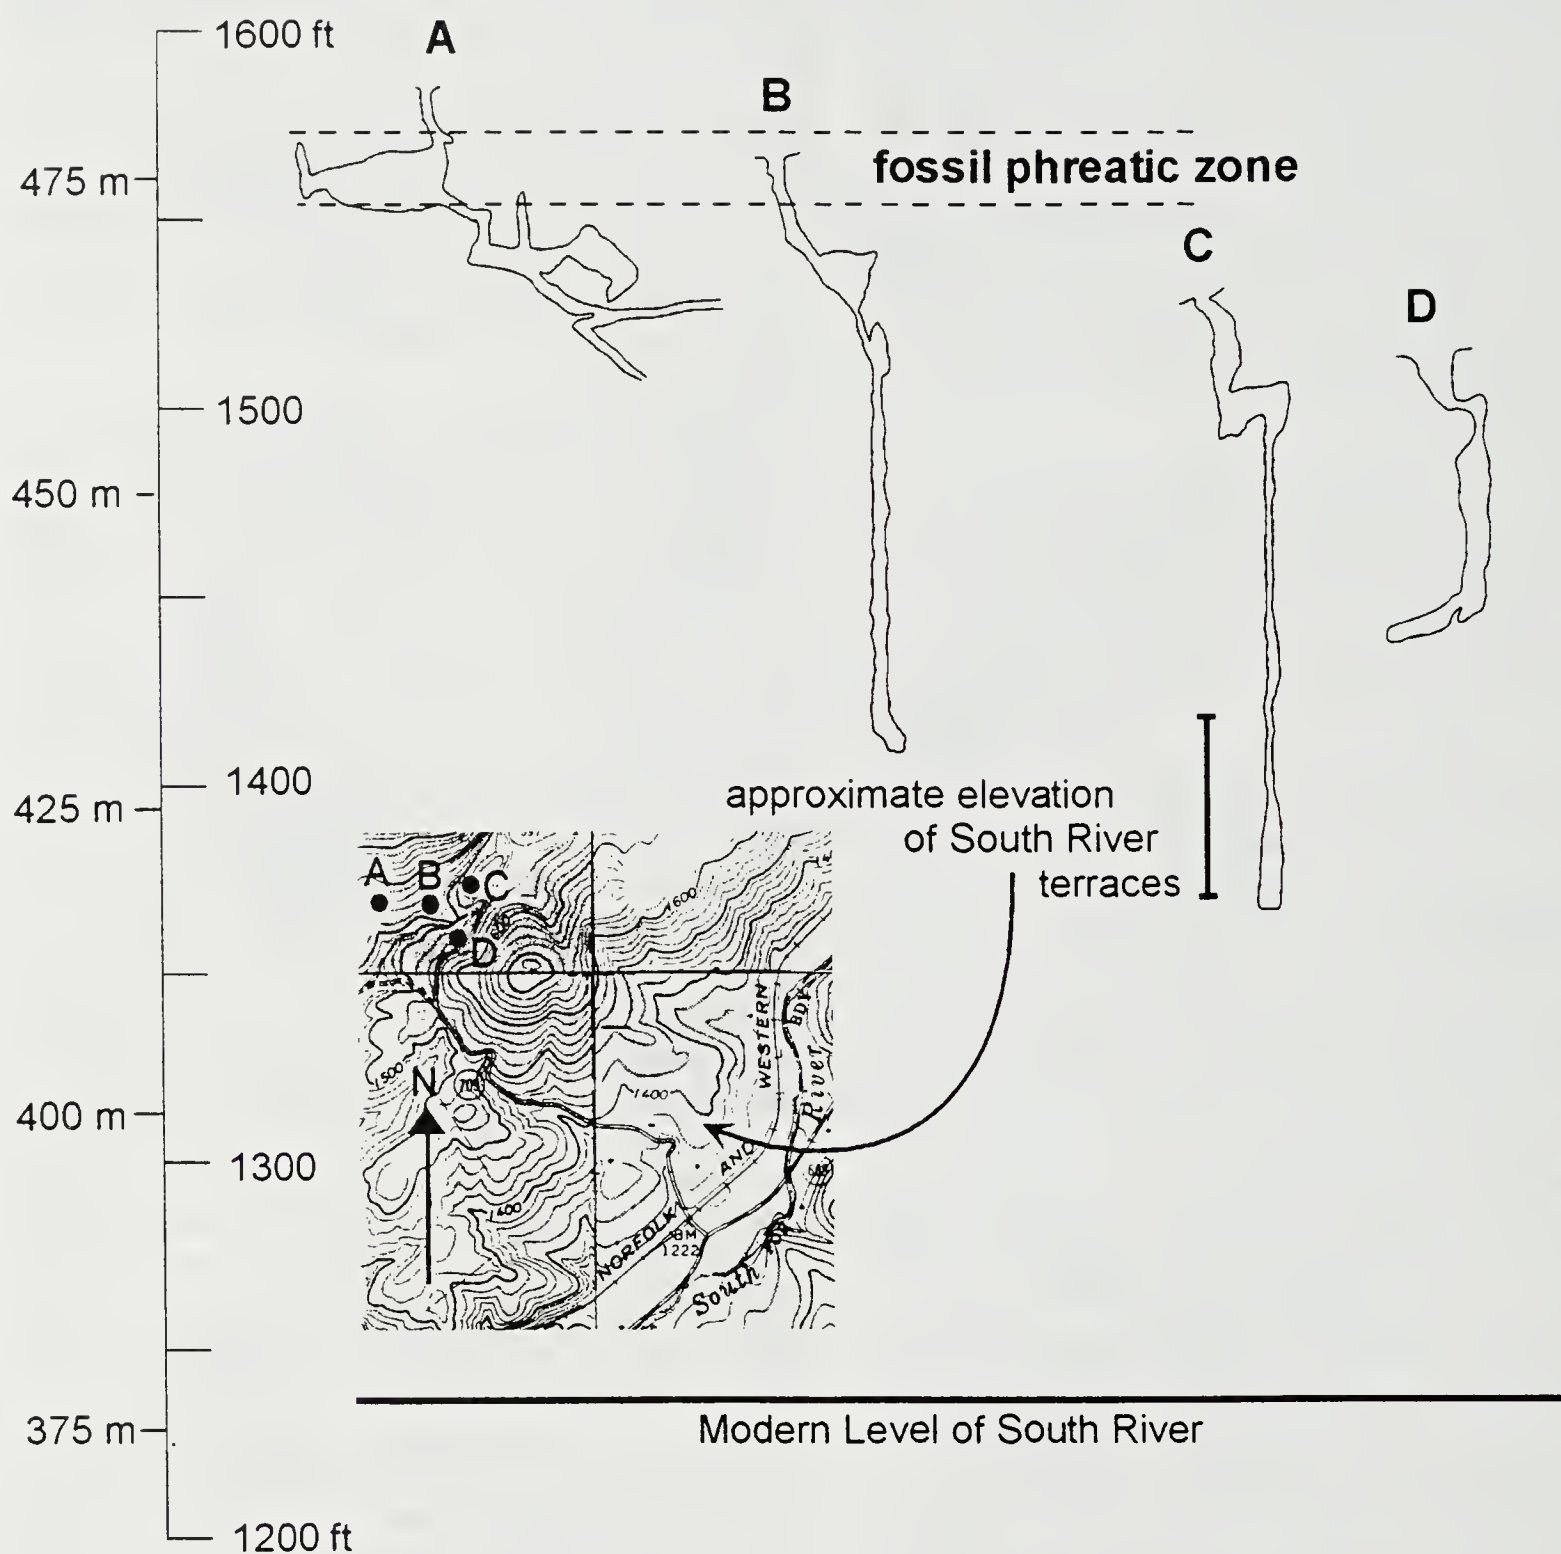 1600 ft
A
B
fossil phreatic zone
475 m
C
D
1500
450 m
1400
425 m
approximate elevation
of South River
terraces
A
B
C
D
1600
WESTERN
BDY
River
1500
N
1400
400 m
1300
AND
1400
NORFOLK
BM
1222
South
Modern Level of South River
375 m
1200 ft